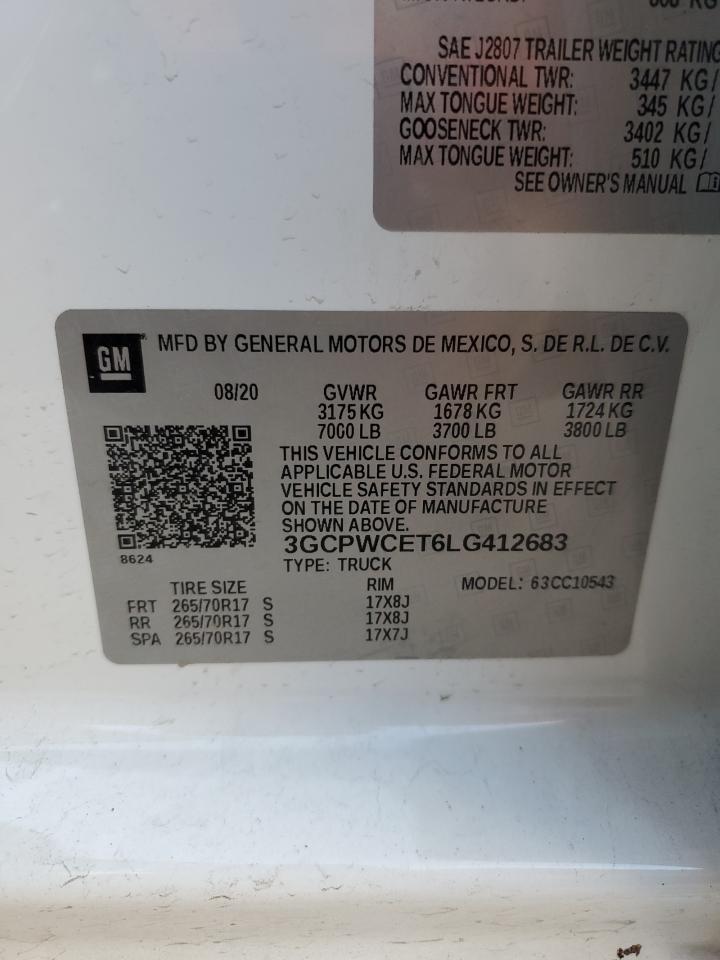 SAE J2807 TRAILER WEIGHT RATING
CONVENTIONAL TWR: 3447 KG/
MAX TONGUE WEIGHT: 345 KG/
GOOSENECK TWR: 3402 KG/
MAX TONGUE WEIGHT: 510 KG/
SEE OWNER'S MANUAL
GM MFD BY GENERAL MOTORS DE MEXICO, S. DE R.L. DE C.V.
08/20 GVWR GAWR FRT GAWR RR
3175 KG 1678 KG 1724 KG
7000 LB 3700 LB 3800 LB
THIS VEHICLE CONFORMS TO ALL
APPLICABLE U.S. FEDERAL MOTOR
VEHICLE SAFETY STANDARDS IN EFFECT
ON THE DATE OF MANUFACTURE
SHOWN ABOVE.
3GCPWCET6LG412683
8624 TYPE: TRUCK
TIRE SIZE RIM MODEL: 63CC10543
FRT 265/70R17 S 17X8J
RR 265/70R17 S 17X8J
SPA 265/70R17 S 17X7J